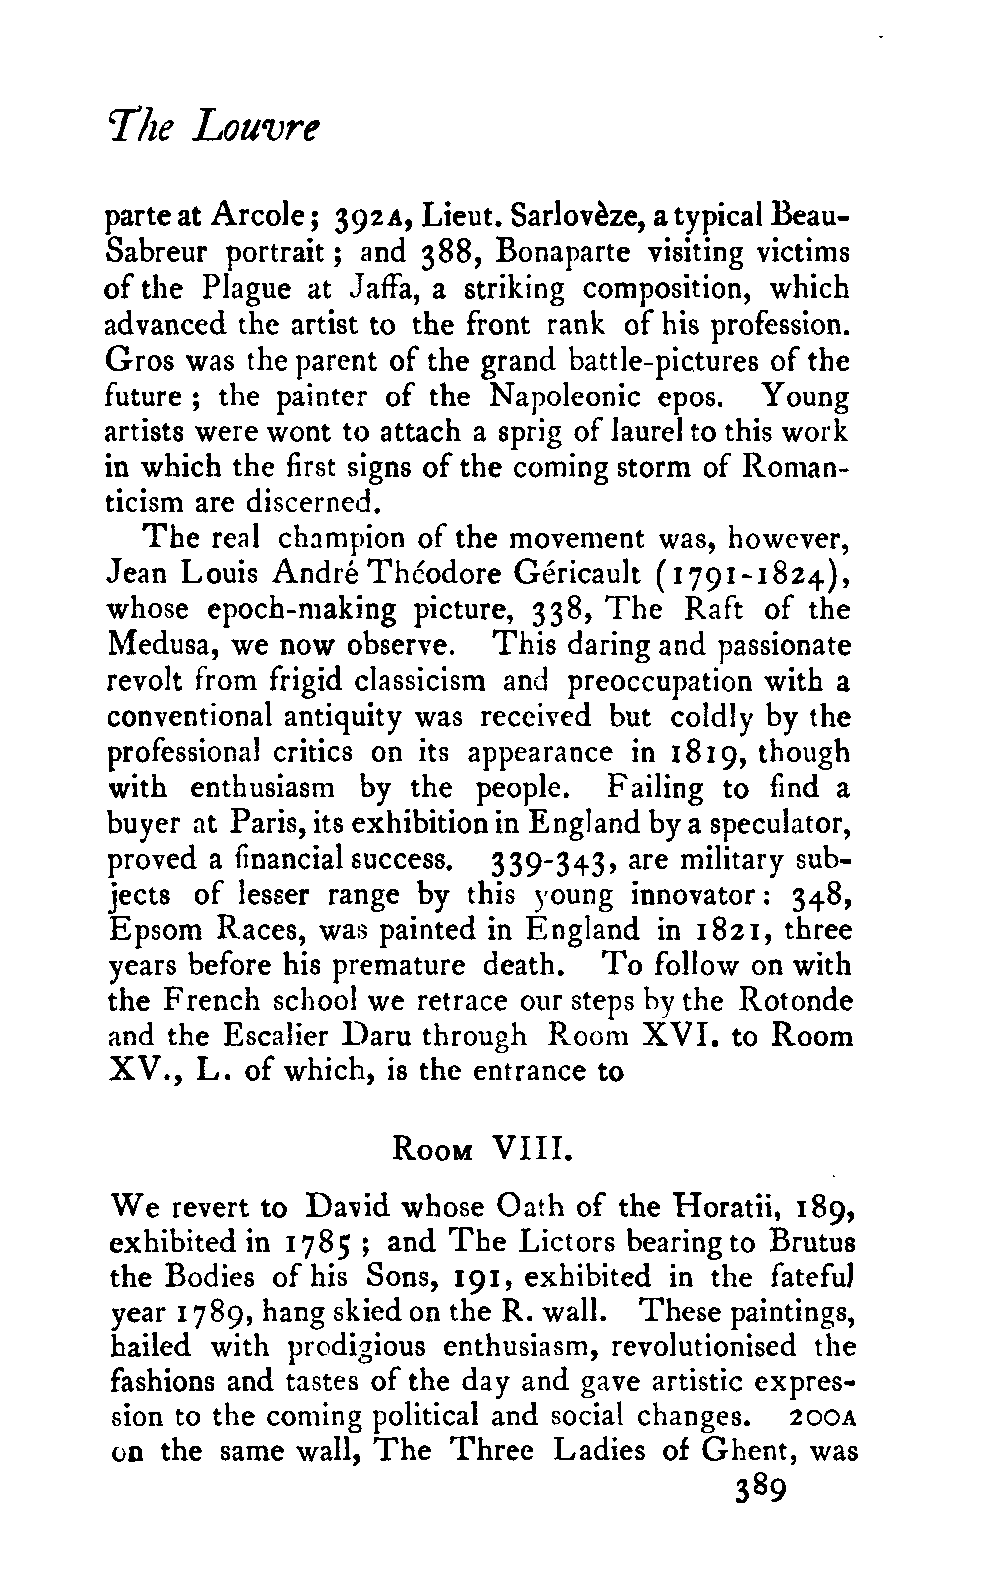 The Louvre
parte at Arcole; 392A, Lieut. Sarlovèze, a typical Beau-
Sabreur portrait; and 388, Bonaparte visiting victims
of the Plague at Jaffa, a striking composition, which
advanced the artist to the front rank of his profession.
Gros was the parent of the grand battle-pictures of the
future; the painter of the Napoleonic epos. Young
artists were wont to attach a sprig of laurel to this work
in which the first signs of the coming storm of Roman-
ticism are discerned.
The real champion of the movement was, however,
Jean Louis André Théodore Géricault (1791-1824),
whose epoch-making picture, 338, The Raft of the
Medusa, we now observe. This daring and passionate
revolt from frigid classicism and preoccupation with a
conventional antiquity was received but coldly by the
professional critics on its appearance in 1819, though
with enthusiasm by the people. Failing to find a
buyer at Paris, its exhibition in England by a speculator,
proved a financial success. 339-343, are military sub-
jects of lesser range by this young innovator: 348,
Epsom Races, was painted in England in 1821, three
years before his premature death. To follow on with
the French school we retrace our steps by the Rotonde
and the Escalier Daru through Room XVI. to Room
XV., L. of which, is the entrance to
Room VIII.
We revert to David whose Oath of the Horatii, 189,
exhibited in 1785; and The Lictors bearing to Brutus
the Bodies of his Sons, 191, exhibited in the fateful
year 1789, hang skied on the R. wall. These paintings,
hailed with prodigious enthusiasm, revolutionised the
fashions and tastes of the day and gave artistic expres-
sion to the coming political and social changes. 200A
on the same wall, The Three Ladies of Ghent, was
389